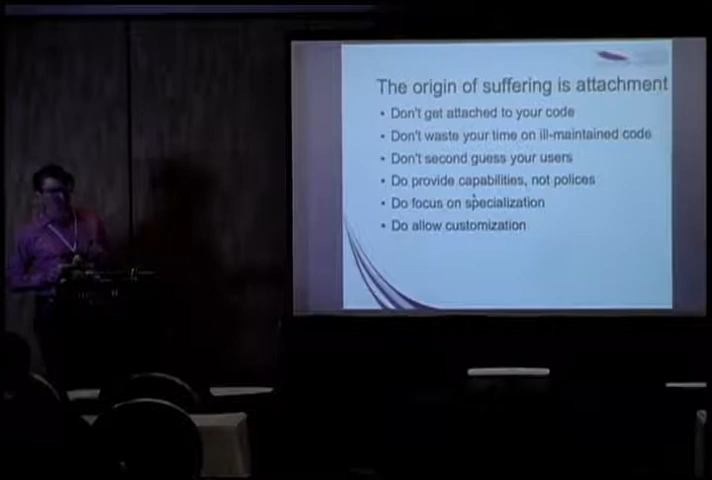 The origin of suffering is attachment
• Don't get attached to your code
• Don't waste your time on ill-maintained code
• Don't second guess your users
• Do provide capabilities, not polices
• Do focus on specialization
• Do allow customization